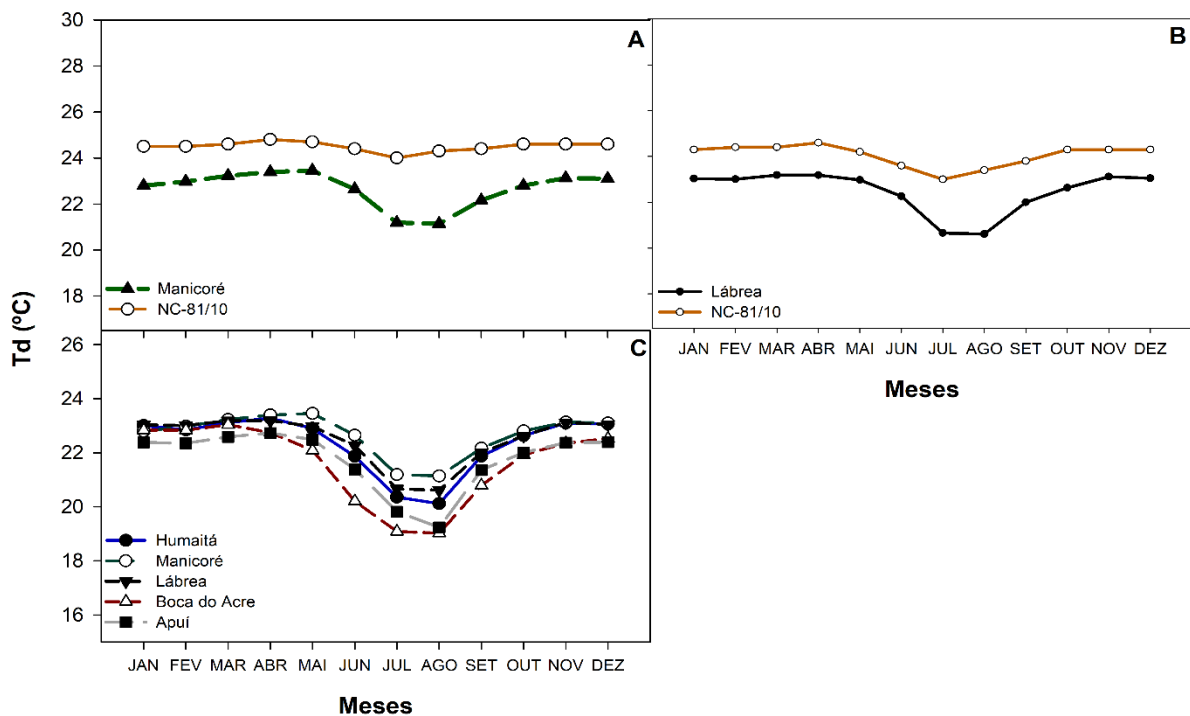 30
28
26
24
22
20
18
A
Manicoré
NC-81/10
B
Lábrea
NC-81/10
JAN FEV MAR ABR MAI JUN JUL AGO SET OUT NOV DEZ
Meses
Td (ºC)
26
24
22
20
18
16
C
Humaitá
Manicoré
Lábrea
Boca do Acre
Apuí
JAN FEV MAR ABR MAI JUN JUL AGO SET OUT NOV DEZ
Meses